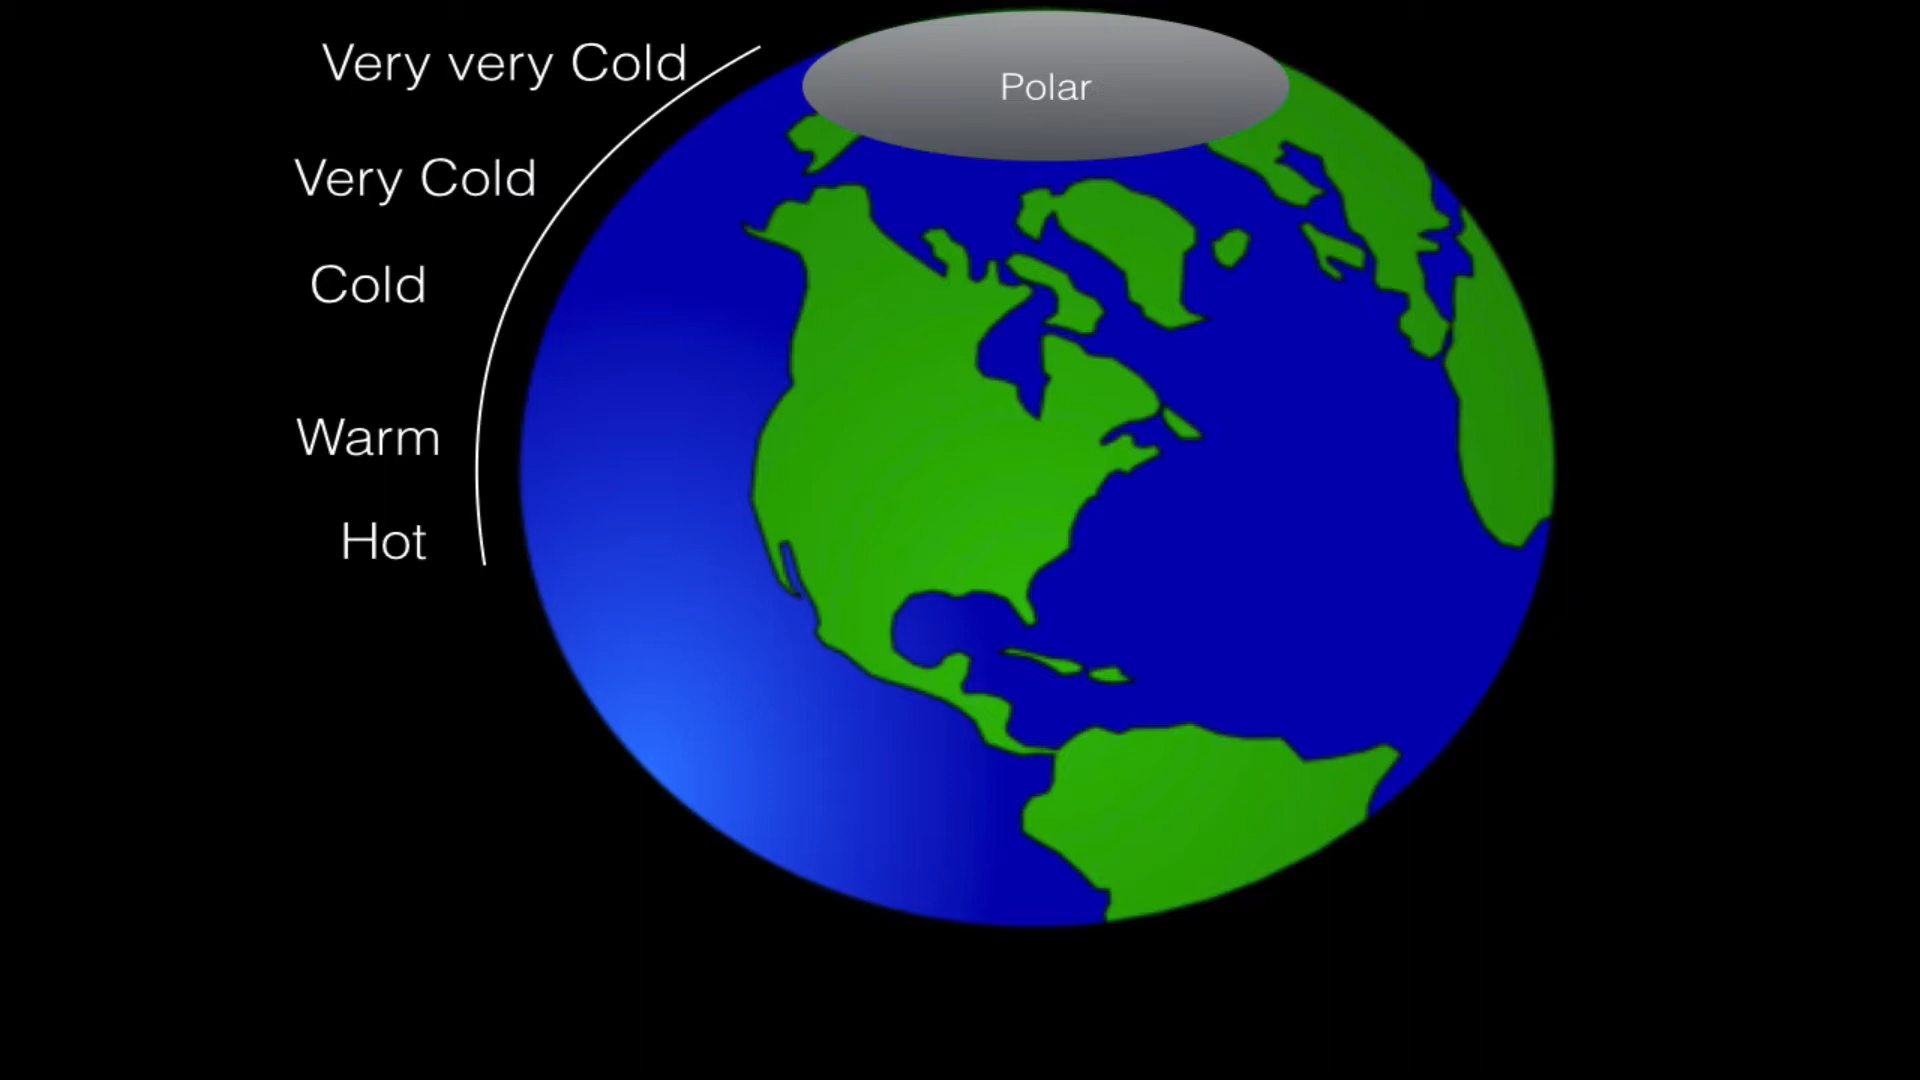 Very very Cold
Polar
Very Cold
Cold
Warm
Hot